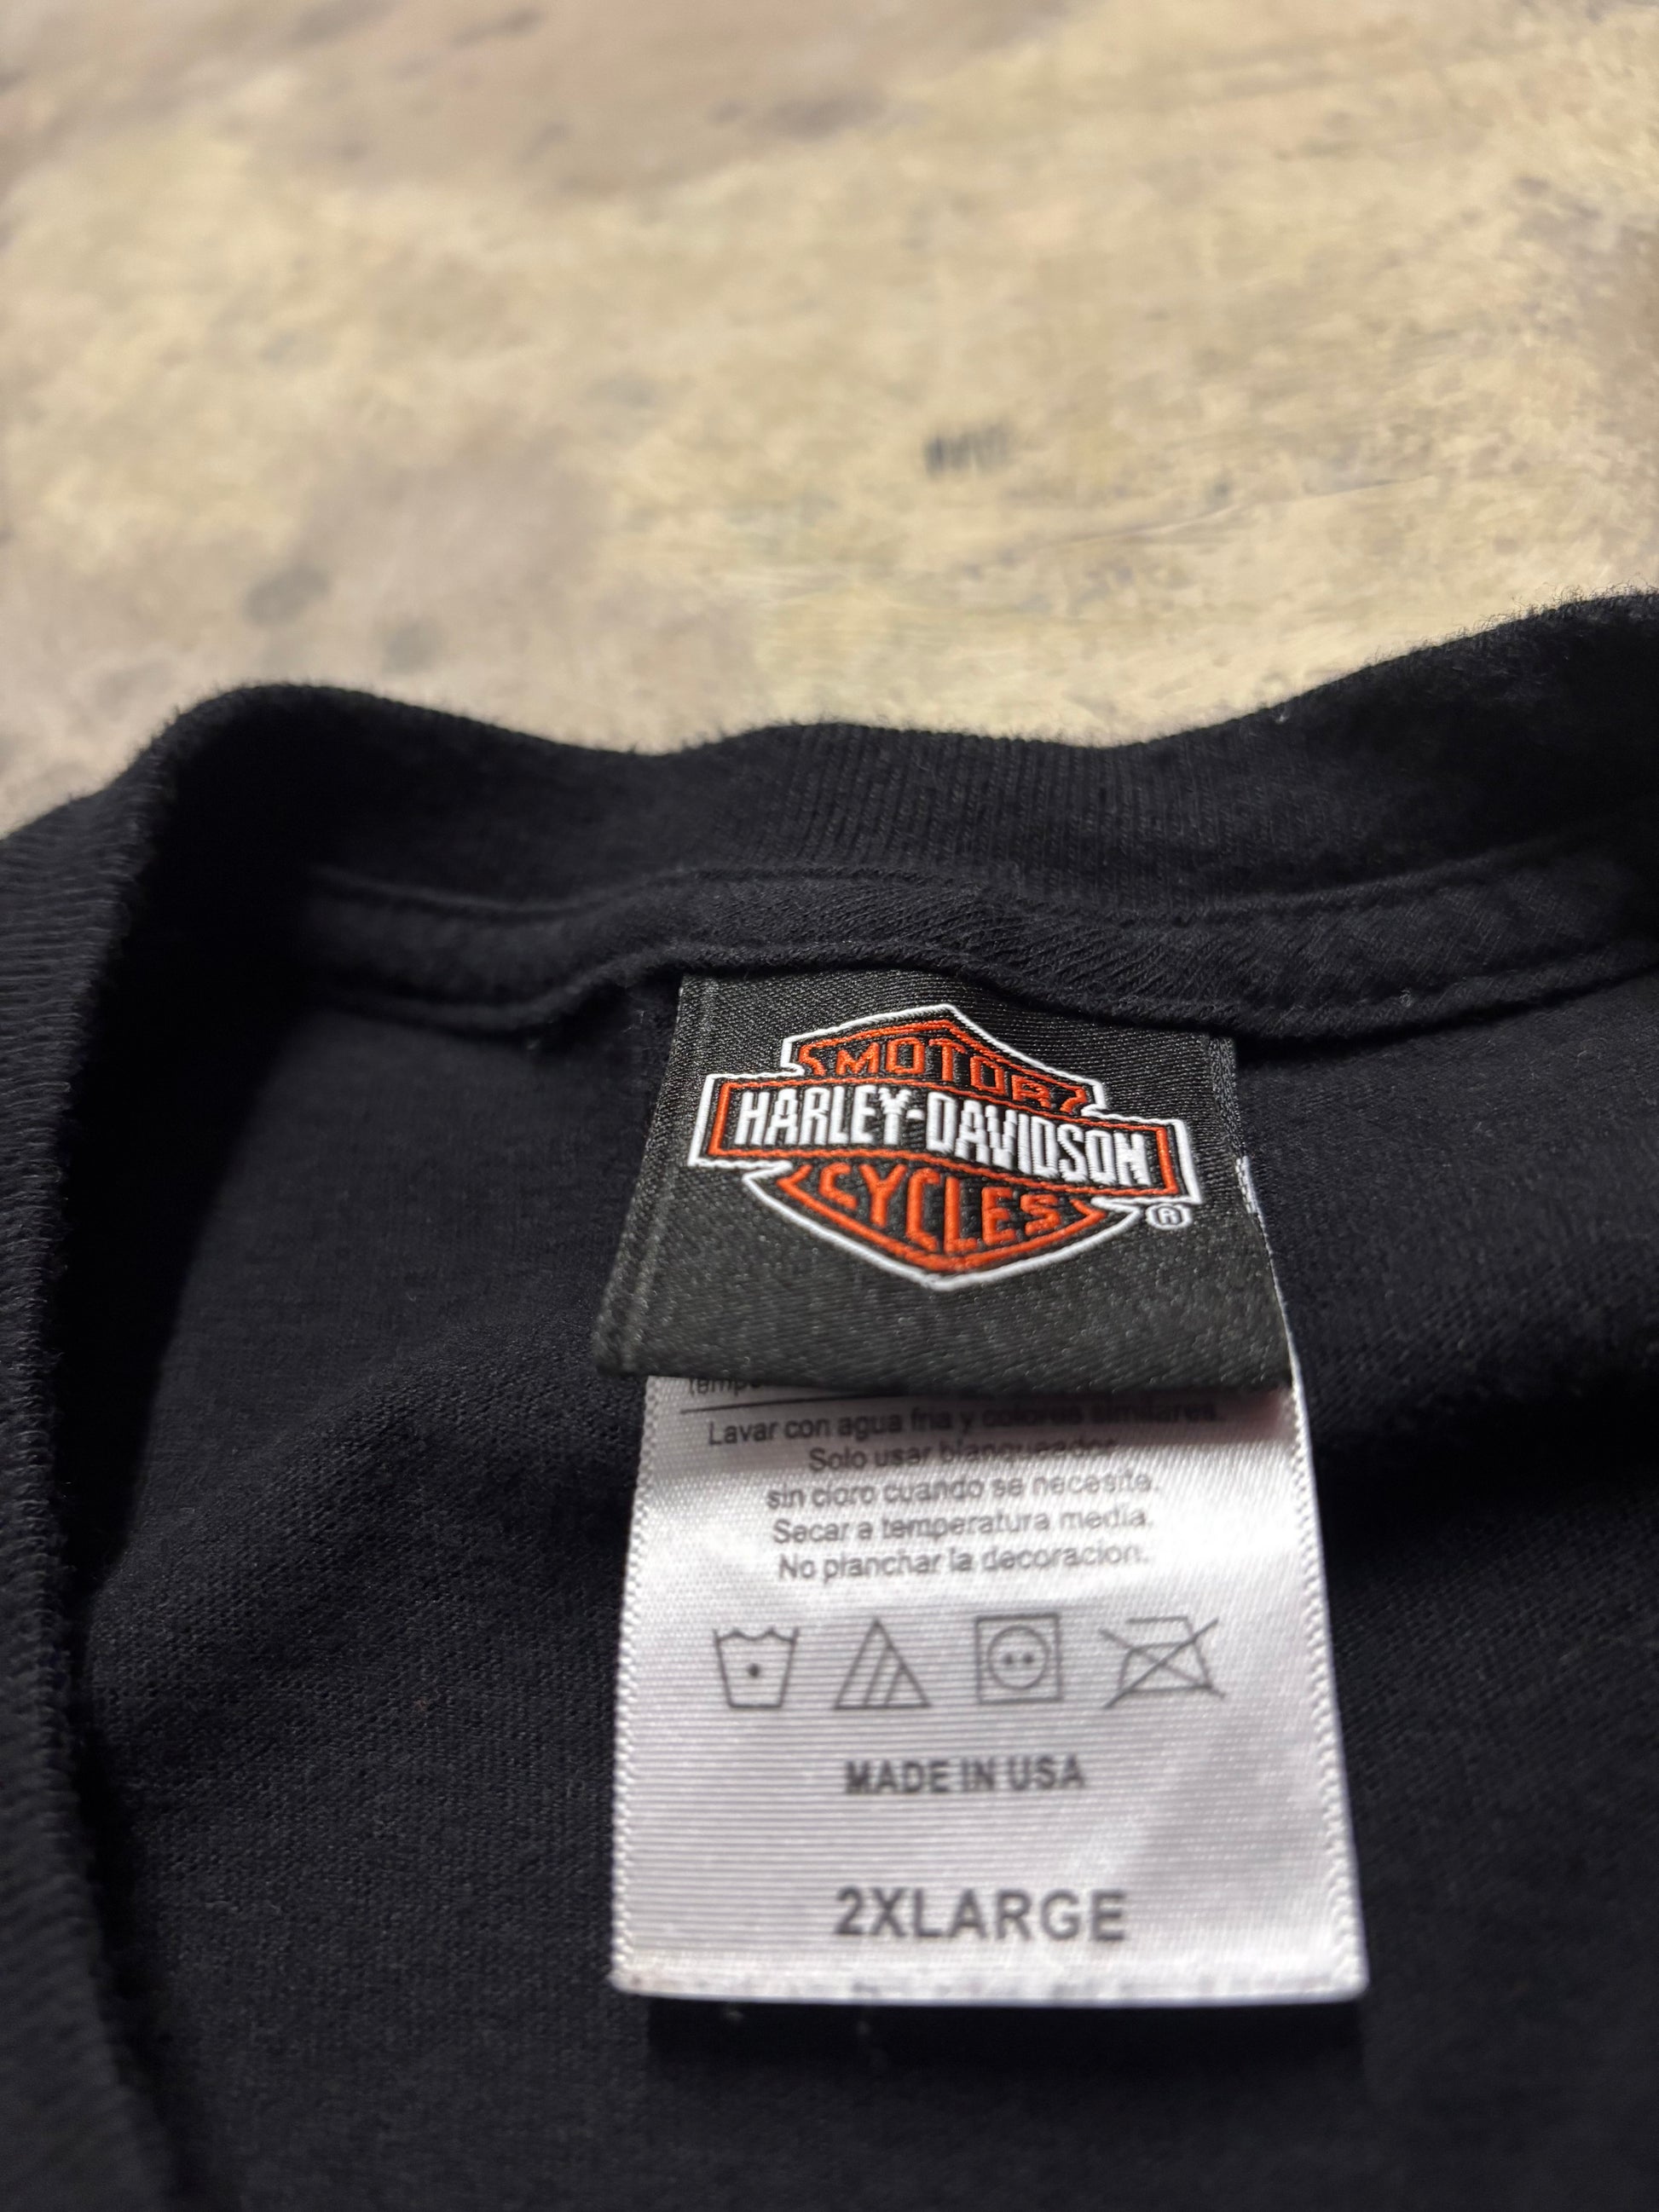 MOTOR
HARLEY-DAVIDSON
CYCLES
®
Lavar con agua fria y colores similares.
Solo usar blanqueador
sin cloro cuando se necesite.
Secar a temperatura media.
No planchar la decoracion.
MADE IN USA
2XLARGE